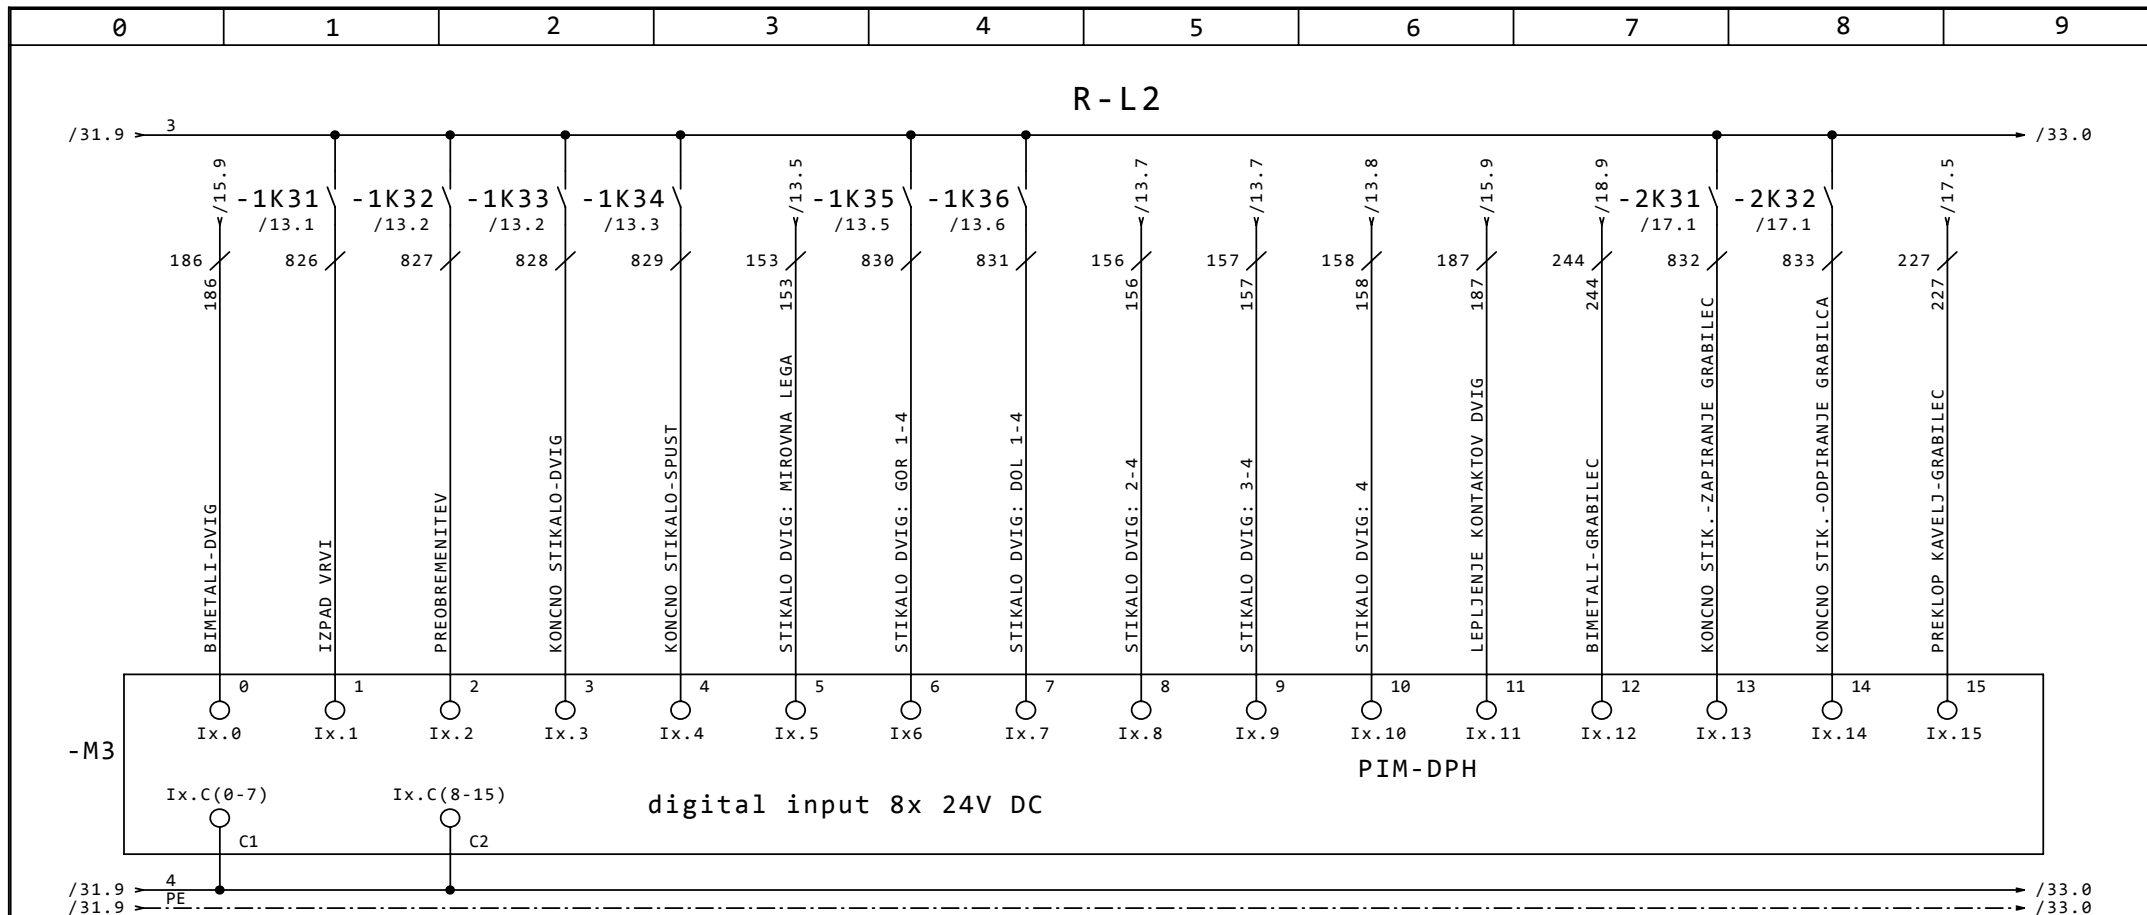 0 1 2 3 4 5 6 7 8 9
R-L2
/31.9 3 /33.0
/15.9 /13.5 /13.7 /13.7 /13.8 /15.9 /18.9 /17.5
-1K31 -1K32 -1K33 -1K34 -1K35 -1K36 -2K31 -2K32
/13.1 /13.2 /13.2 /13.3 /13.5 /13.6 /17.1 /17.1
186 826 827 828 829 153 830 831 156 157 158 187 244 832 833 227
186 153 156 157 158 187 244 227
BIMETALI-DVIG
IZPAD VRVI
PREOBREMENITEV
KONCNO STIKALO-DVIG
KONCNO STIKALO-SPUST
STIKALO DVIG: MIROVNA LEGA
STIKALO DVIG: GOR 1-4
STIKALO DVIG: DOL 1-4
STIKALO DVIG: 2-4
STIKALO DVIG: 3-4
STIKALO DVIG: 4
LEPLJENJE KONTAKTOV DVIG
BIMETALI-GRABILEC
KONCNO STIK.-ZAPIRANJE GRABILEC
KONCNO STIK.-ODPIRANJE GRABILCA
PREKLOP KAVELJ-GRABILEC
0 1 2 3 4 5 6 7 8 9 10 11 12 13 14 15
Ix.0 Ix.1 Ix.2 Ix.3 Ix.4 Ix.5 Ix6 Ix.7 Ix.8 Ix.9 Ix.10 Ix.11 Ix.12 Ix.13 Ix.14 Ix.15
-M3
PIM-DPH
Ix.C(0-7) Ix.C(8-15)
digital input 8x 24V DC
C1 C2
/31.9 4 /33.0
/31.9 PE /33.0